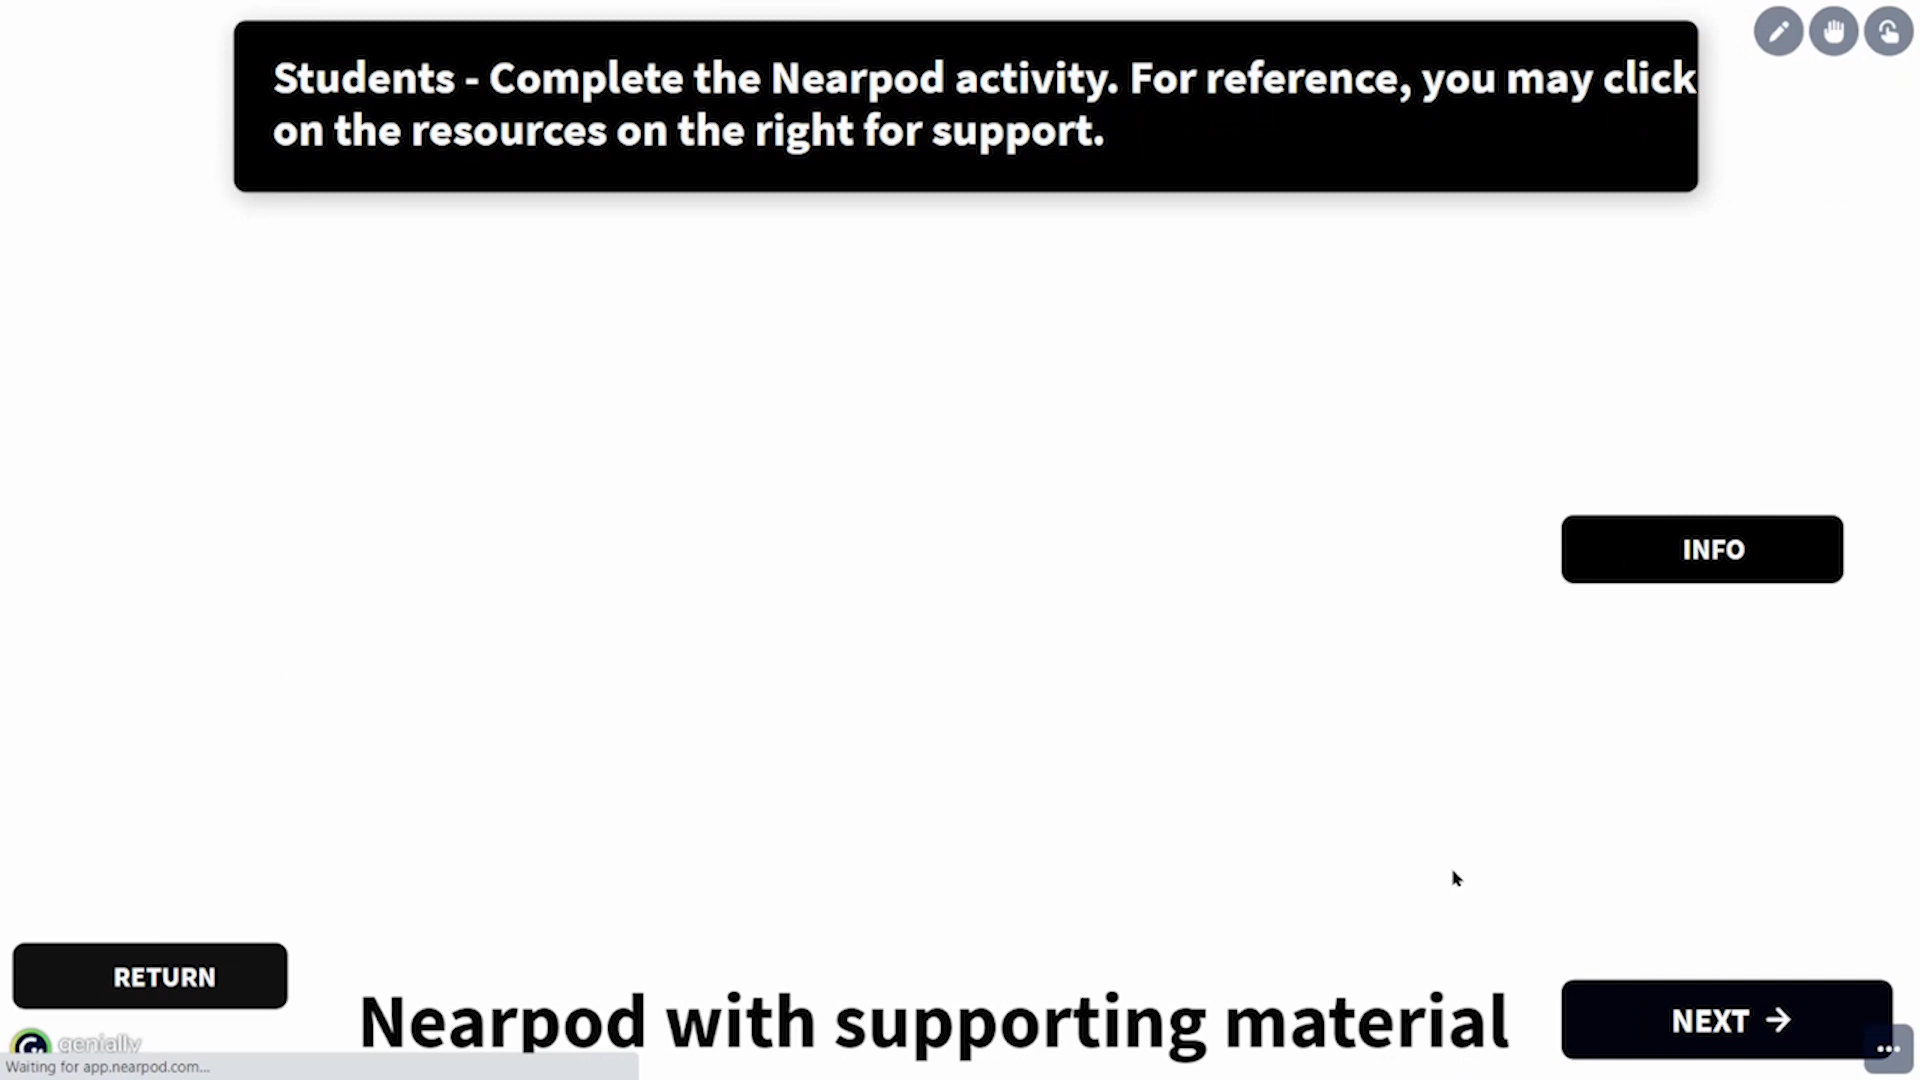 Students - Complete the Nearpod activity. For reference, you may click
on the resources on the right for support.
INFO
RETURN
Nearpod with supporting material
NEXT
genially
Waiting for app.nearpod.com...